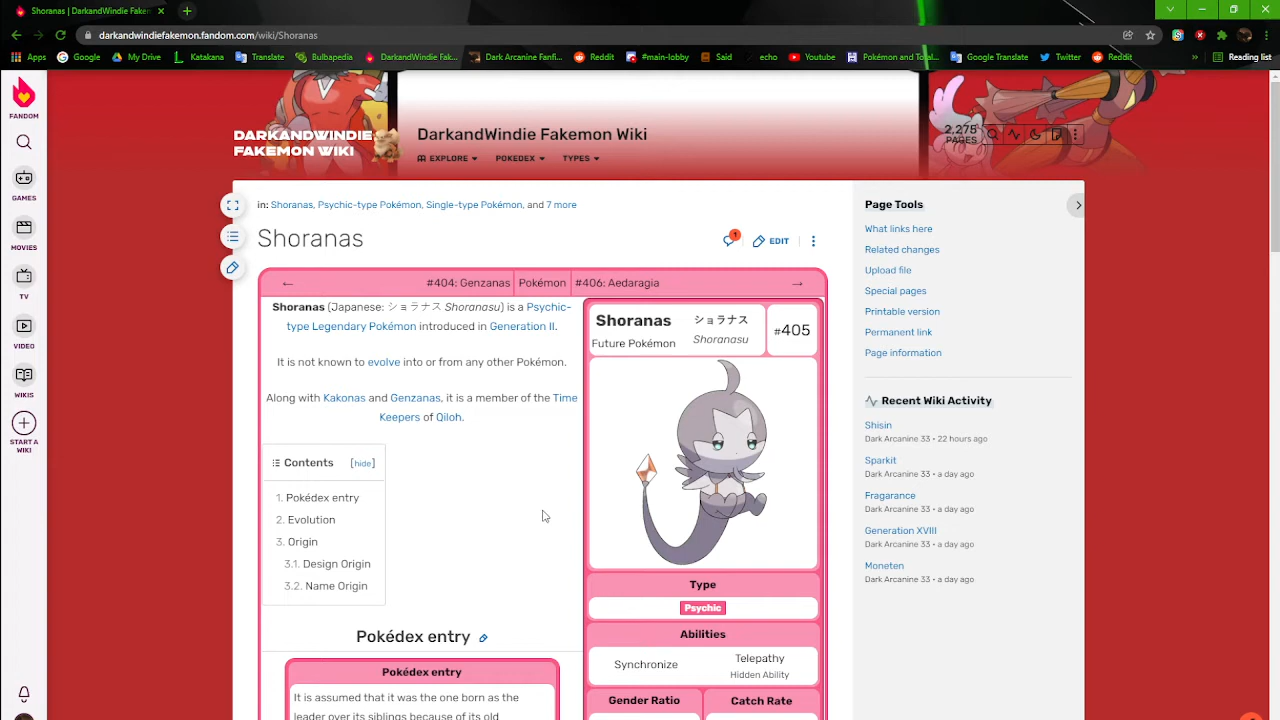 Shoranas | DarkandWindie Fakem
darkandwindiefakemon.fandom.com/wiki/Shoranas
Apps Google My Drive Katakana Translate Bulbapedia DarkandWindie Fak... Dark Arcanine Fanfi... Reddit #main-lobby Said echo Youtube Pokémon and Total... Google Translate Twitter Reddit » Reading list
FANDOM
GAMES
MOVIES
TV
VIDEO
WIKIS
START A
WIKI
DARKANDWINDIE
FAKEMON WIKI
DarkandWindie Fakemon Wiki
EXPLORE POKEDEX TYPES
2,275
PAGES
in: Shoranas, Psychic-type Pokémon, Single-type Pokémon, and 7 more
Shoranas
1
EDIT
← #404: Genzanas Pokémon #406: Aedaragia →
Shoranas (Japanese: ショラナス Shoranasu) is a Psychic-
type Legendary Pokémon introduced in Generation II.
It is not known to evolve into or from any other Pokémon.
Along with Kakonas and Genzanas, it is a member of the Time
Keepers of Qiloh.
Contents [hide]
1. Pokédex entry
2. Evolution
3. Origin
3.1. Design Origin
3.2. Name Origin
Pokédex entry
Pokédex entry
It is assumed that it was the one born as the
leader over its siblings because of its old
Shoranas
Future Pokémon
ショラナス
Shoranasu
#405
Type
Psychic
Abilities
Synchronize
Telepathy
Hidden Ability
Gender Ratio
Catch Rate
Page Tools
What links here
Related changes
Upload file
Special pages
Printable version
Permanent link
Page information
Recent Wiki Activity
Shisin
Dark Arcanine 33 • 22 hours ago
Sparkit
Dark Arcanine 33 • a day ago
Fragarance
Dark Arcanine 33 • a day ago
Generation XVIII
Dark Arcanine 33 • a day ago
Moneten
Dark Arcanine 33 • a day ago